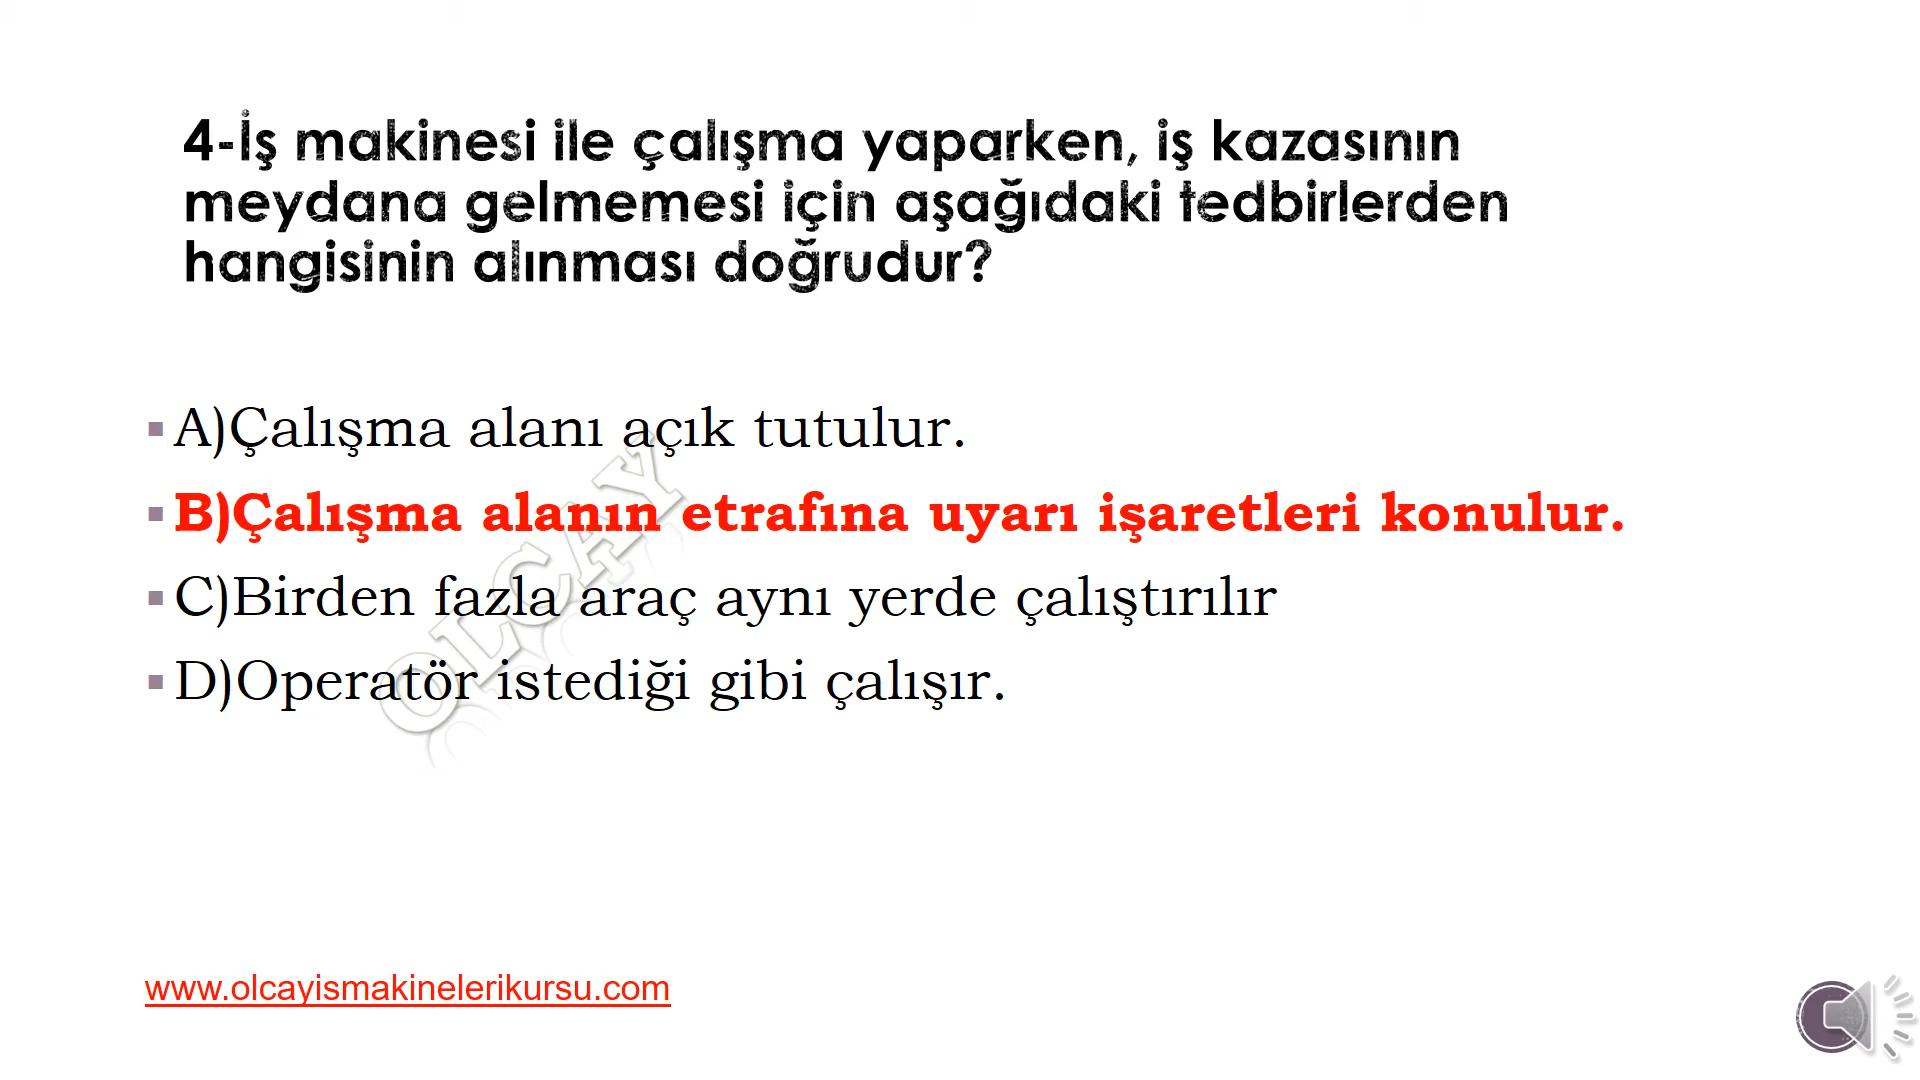 4-İş makinesi ile çalışma yaparken, iş kazasının
meydana gelmemesi için aşağıdaki tedbirlerden
hangisinin alınması doğrudur?
A)Çalışma alanı açık tutulur.
B)Çalışma alanın etrafına uyarı işaretleri konulur.
C)Birden fazla araç aynı yerde çalıştırılır
D)Operatör istediği gibi çalışır.
OLCAY
www.olcayismakinelerikursu.com